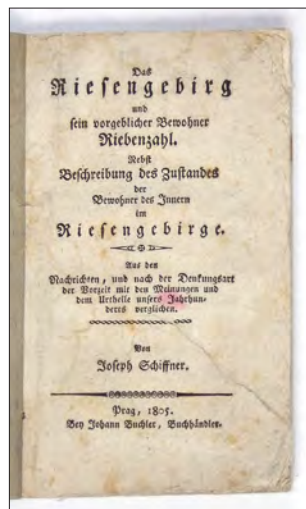 Das
Riesengebirg
und
sein vorgeblicher Bewohner
Riebenzahl.
Nebst
Beschreibung des Zustandes
der
Bewohner des Innern
im
Riesengebirge.
Aus den
Nachrichten, und nach der Denkungsart
der Vorzeit mit den Meinungen und
dem Urtheile unsers Jahrhun-
derts verglichen.
Von
Joseph Schiffner.
Prag, 1805.
Bey Johann Buchler, Buchhändler.